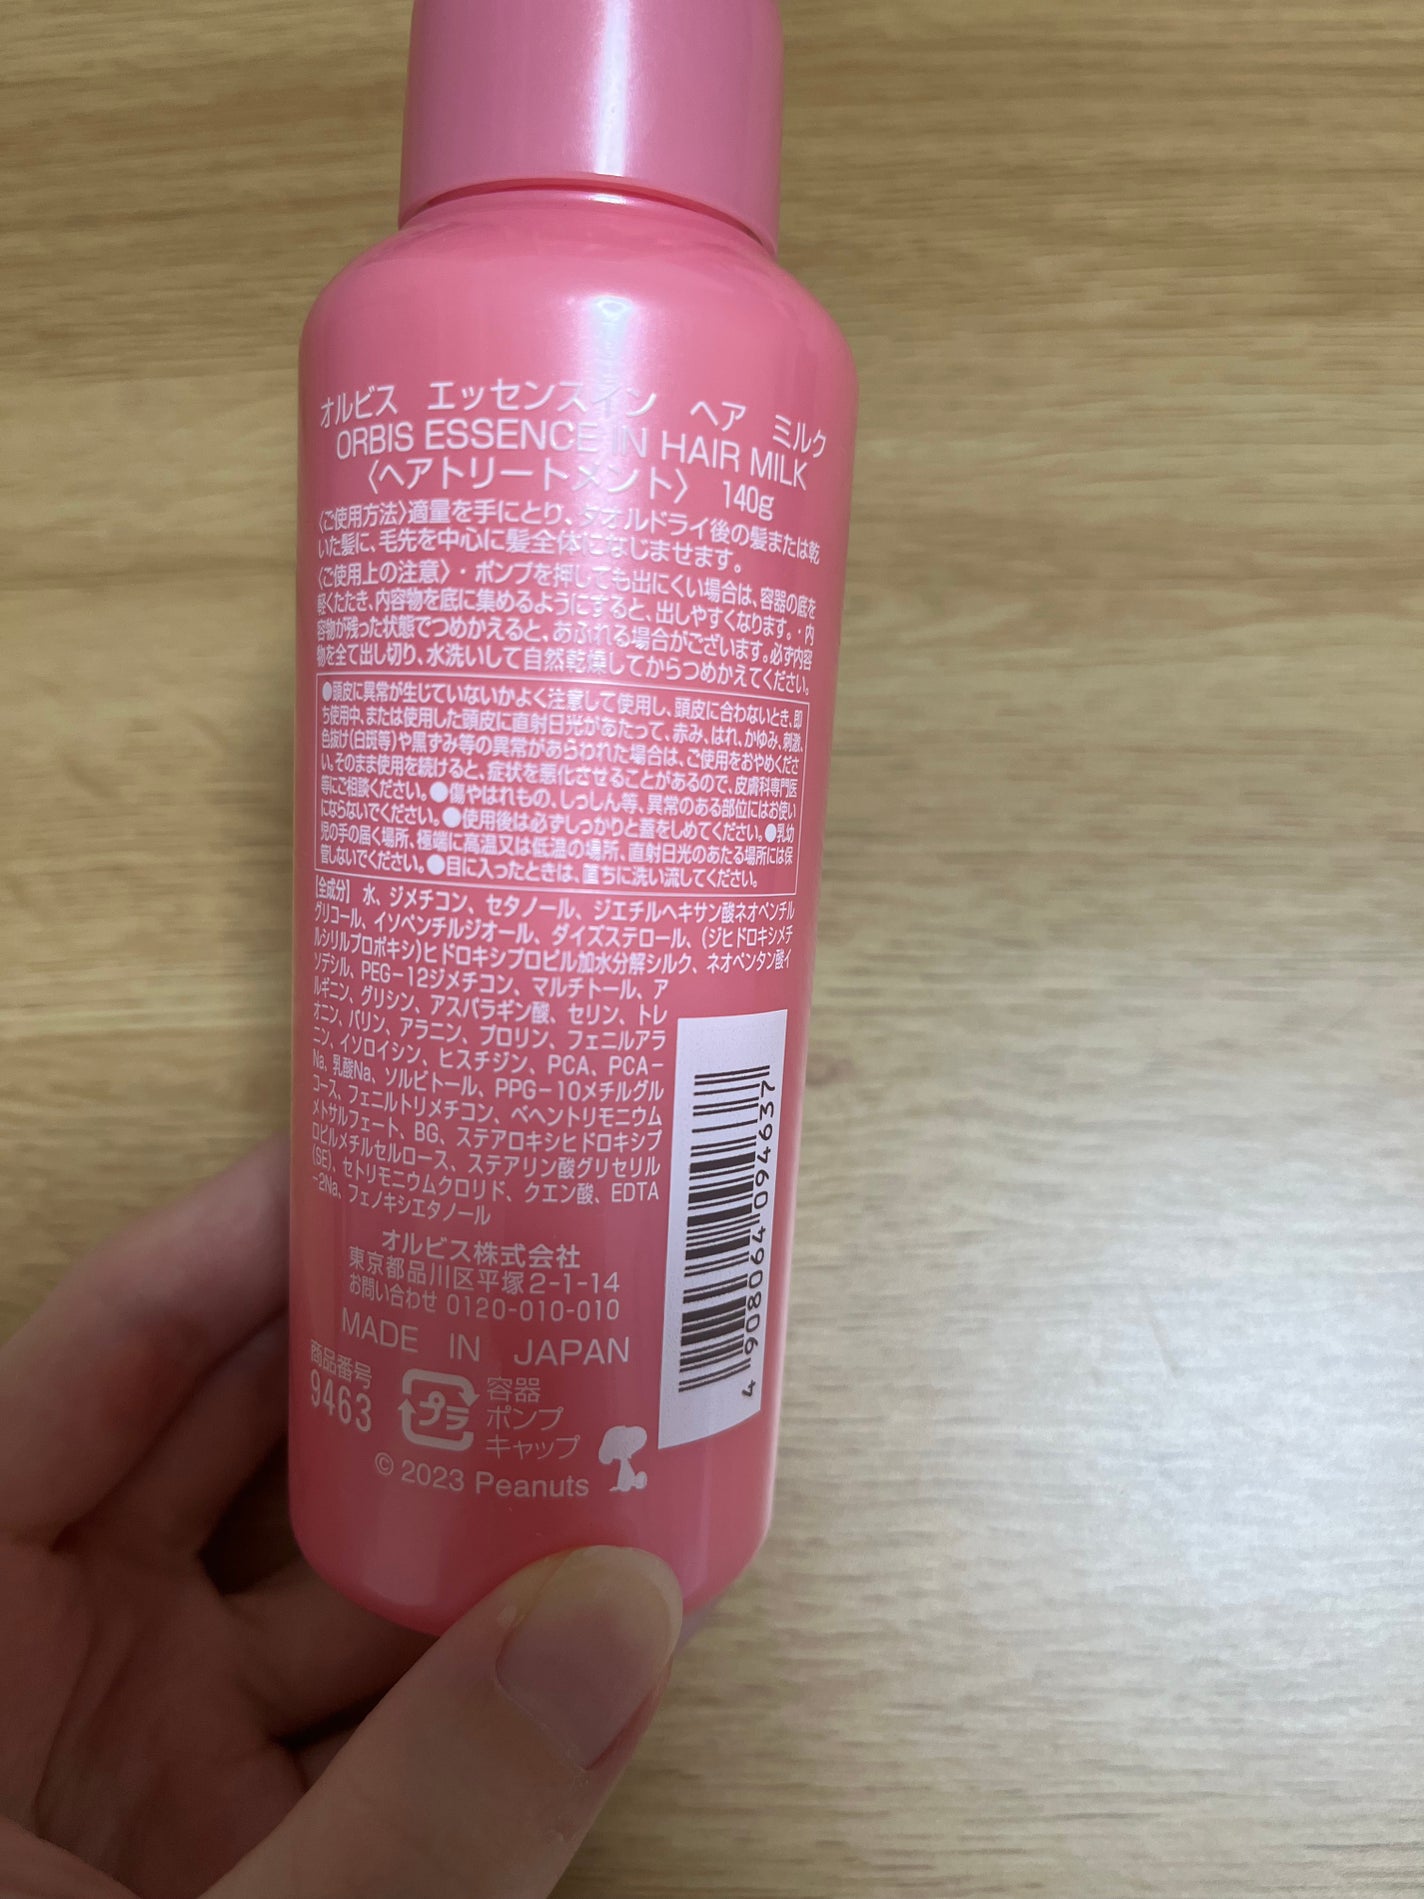 オルビス　エッセンスイン　ヘア　ミルク
ORBIS ESSENCE IN HAIR MILK
〈ヘアトリートメント〉　140g
〈ご使用方法〉適量を手にとり、タオルドライ後の髪または乾
いた髪に、毛先を中心に髪全体になじませます。
〈ご使用上の注意〉・ポンプを押しても出にくい場合は、容器の底を
軽くたたき、内容物を底に集めるようにすると、出しやすくなります。・内
容物が残った状態でつめかえると、あふれる場合がございます。必ず内容
物を全て出し切り、水洗いして自然乾燥してからつめかえてください。
●頭皮に異常が生じていないかよく注意して使用し、頭皮に合わないとき、即
ち使用中、または使用した頭皮に直射日光があたって、赤み、はれ、かゆみ、刺激、
色抜け(白斑等)や黒ずみ等の異常があらわれた場合は、ご使用をおやめくださ
い。そのまま使用を続けると、症状を悪化させることがあるので、皮膚科専門医
等にご相談ください。●傷やはれもの、しっしん等、異常のある部位にはお使い
にならないでください。●使用後は必ずしっかりと蓋をしめてください。●乳幼
児の手の届く場所、極端に高温又は低温の場所、直射日光のあたる場所には保
管しないでください。●目に入ったときは、直ちに洗い流してください。
[全成分]　水、ジメチコン、セタノール、ジエチルヘキサン酸ネオペンチル
グリコール、イソペンチルジオール、ダイズステロール、(ジヒドロキシメチ
ルシリルプロポキシ)ヒドロキシプロピル加水分解シルク、ネオペンタン酸イ
ソデシル、PEG-12ジメチコン、マルチトール、ア
ルギニン、グリシン、アスパラギン酸、セリン、トレ
オニン、バリン、アラニン、プロリン、フェニルアラ
ニン、イソロイシン、ヒスチジン、PCA、PCA-
Na、乳酸Na、ソルビトール、PPG-10メチルグル
コース、フェニルトリメチコン、ベヘントリモニウム
メトサルフェート、BG、ステアロキシヒドロキシプ
ロピルメチルセルロース、ステアリン酸グリセリル
(SE)、セトリモニウムクロリド、クエン酸、EDTA
-2Na、フェノキシエタノール
オルビス株式会社
東京都品川区平塚2-1-14
お問い合わせ 0120-010-010
MADE IN JAPAN
商品番号
9463
プラ
容器
ポンプ
キャップ
© 2023 Peanuts
4 908064 094637